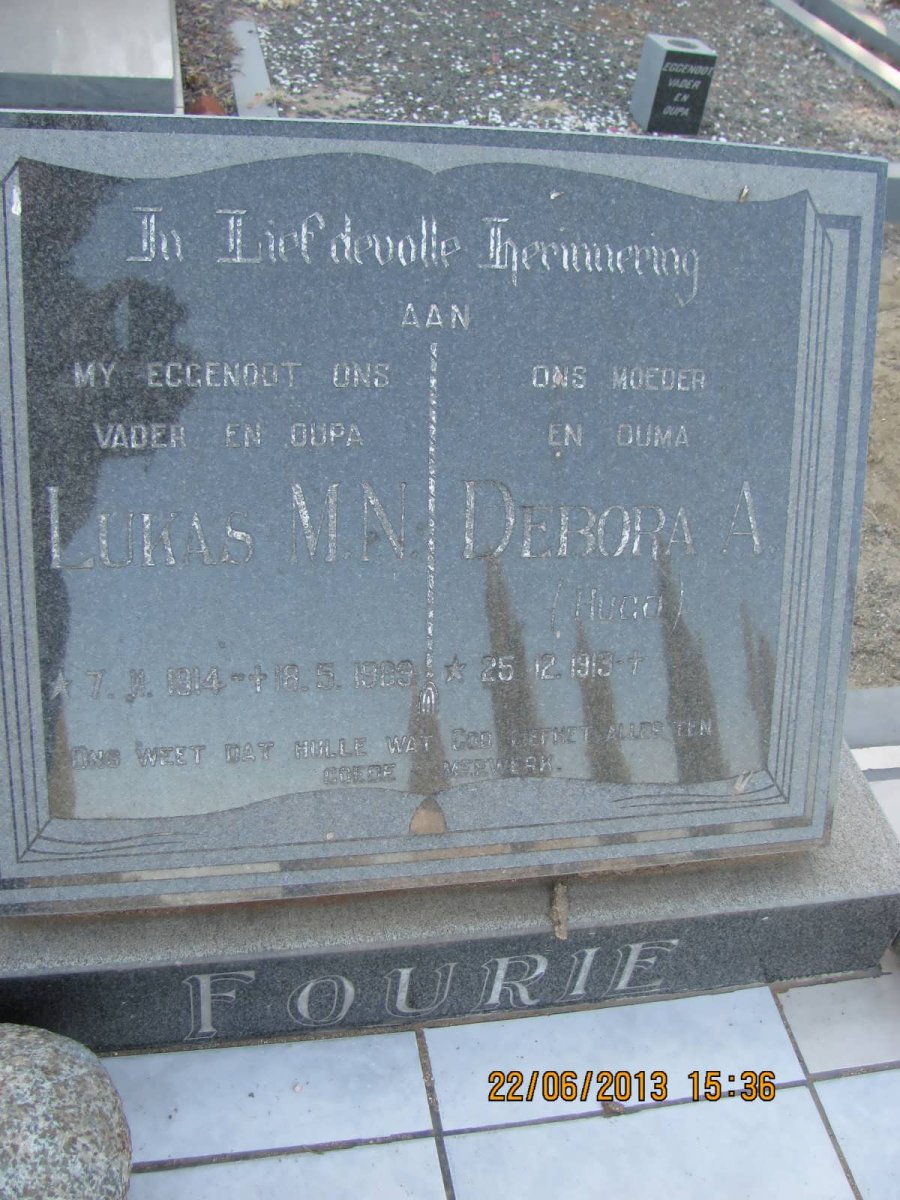 EGGENOOT
VADER
EN
OUPA
In Liefdevolle Herinnering
AAN
MY EGGENOOT ONS
VADER EN OUPA
LUKAS M.N.
★ 7. 11. 1914 - + 18. 5. 1989
ONS MOEDER
EN OUMA
DEBORA A.
(HUGO)
★ 25. 12. 1913 - +
ONS WEET DAT HULLE WAT GOD LIEFHET ALLES TEN
GOEDE MEEWERK.
FOURIE
22/06/2013 15:36